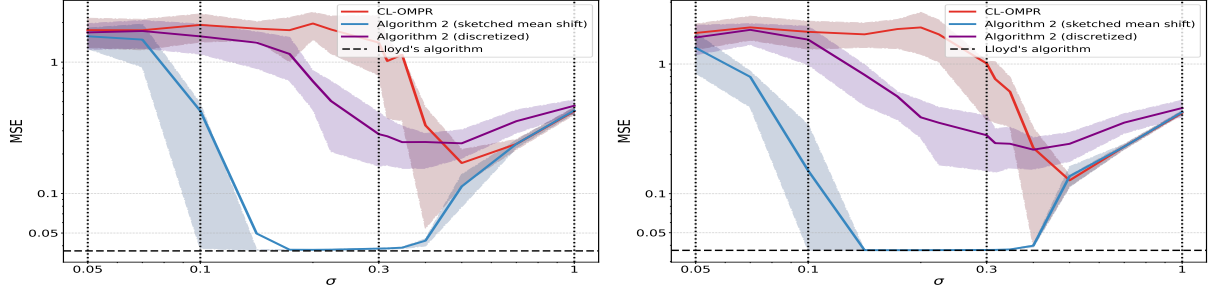 CL-OMPR
Algorithm 2 (sketched mean shift)
Algorithm 2 (discretized)
Lloyd's algorithm
MSE
1
0.1
0.05
0.05 0.1 0.3 1
σ
CL-OMPR
Algorithm 2 (sketched mean shift)
Algorithm 2 (discretized)
Lloyd's algorithm
MSE
1
0.1
0.05
0.05 0.1 0.3 1
σ